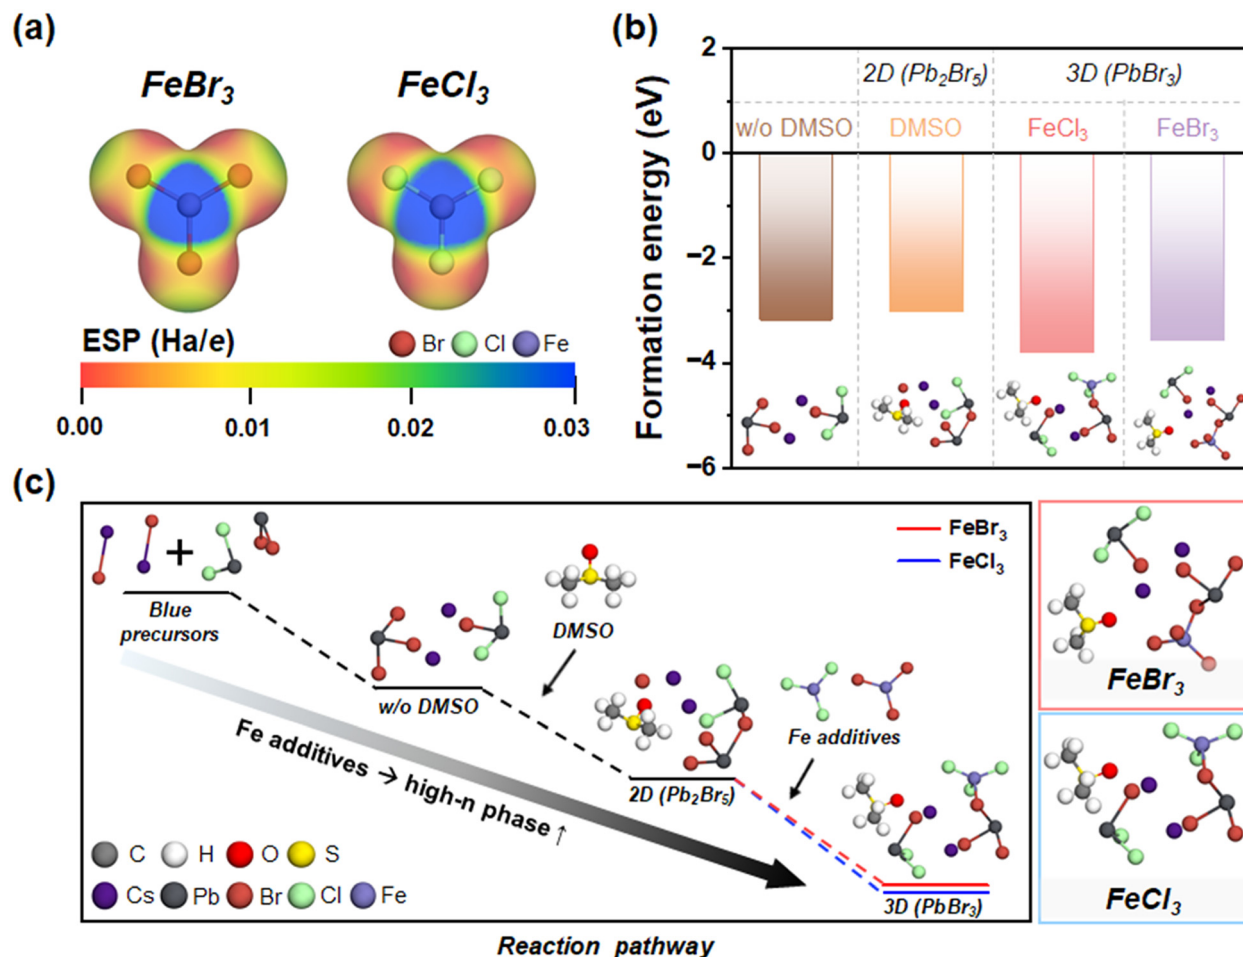 (a)
FeBr3
FeCl3
ESP (Ha/e)
Br Cl Fe
0.00 0.01 0.02 0.03
(b)
Formation energy (eV)
2
0
−2
−4
−6
2D (Pb2Br5) 3D (PbBr3)
w/o DMSO DMSO FeCl3 FeBr3
(c)
+
Blue
precursors
w/o DMSO
DMSO
2D (Pb2Br5)
Fe additives
3D (PbBr3)
FeBr3
FeCl3
Fe additives → high-n phase ↑
C H O S
Cs Pb Br Cl Fe
Reaction pathway
FeBr3
FeCl3